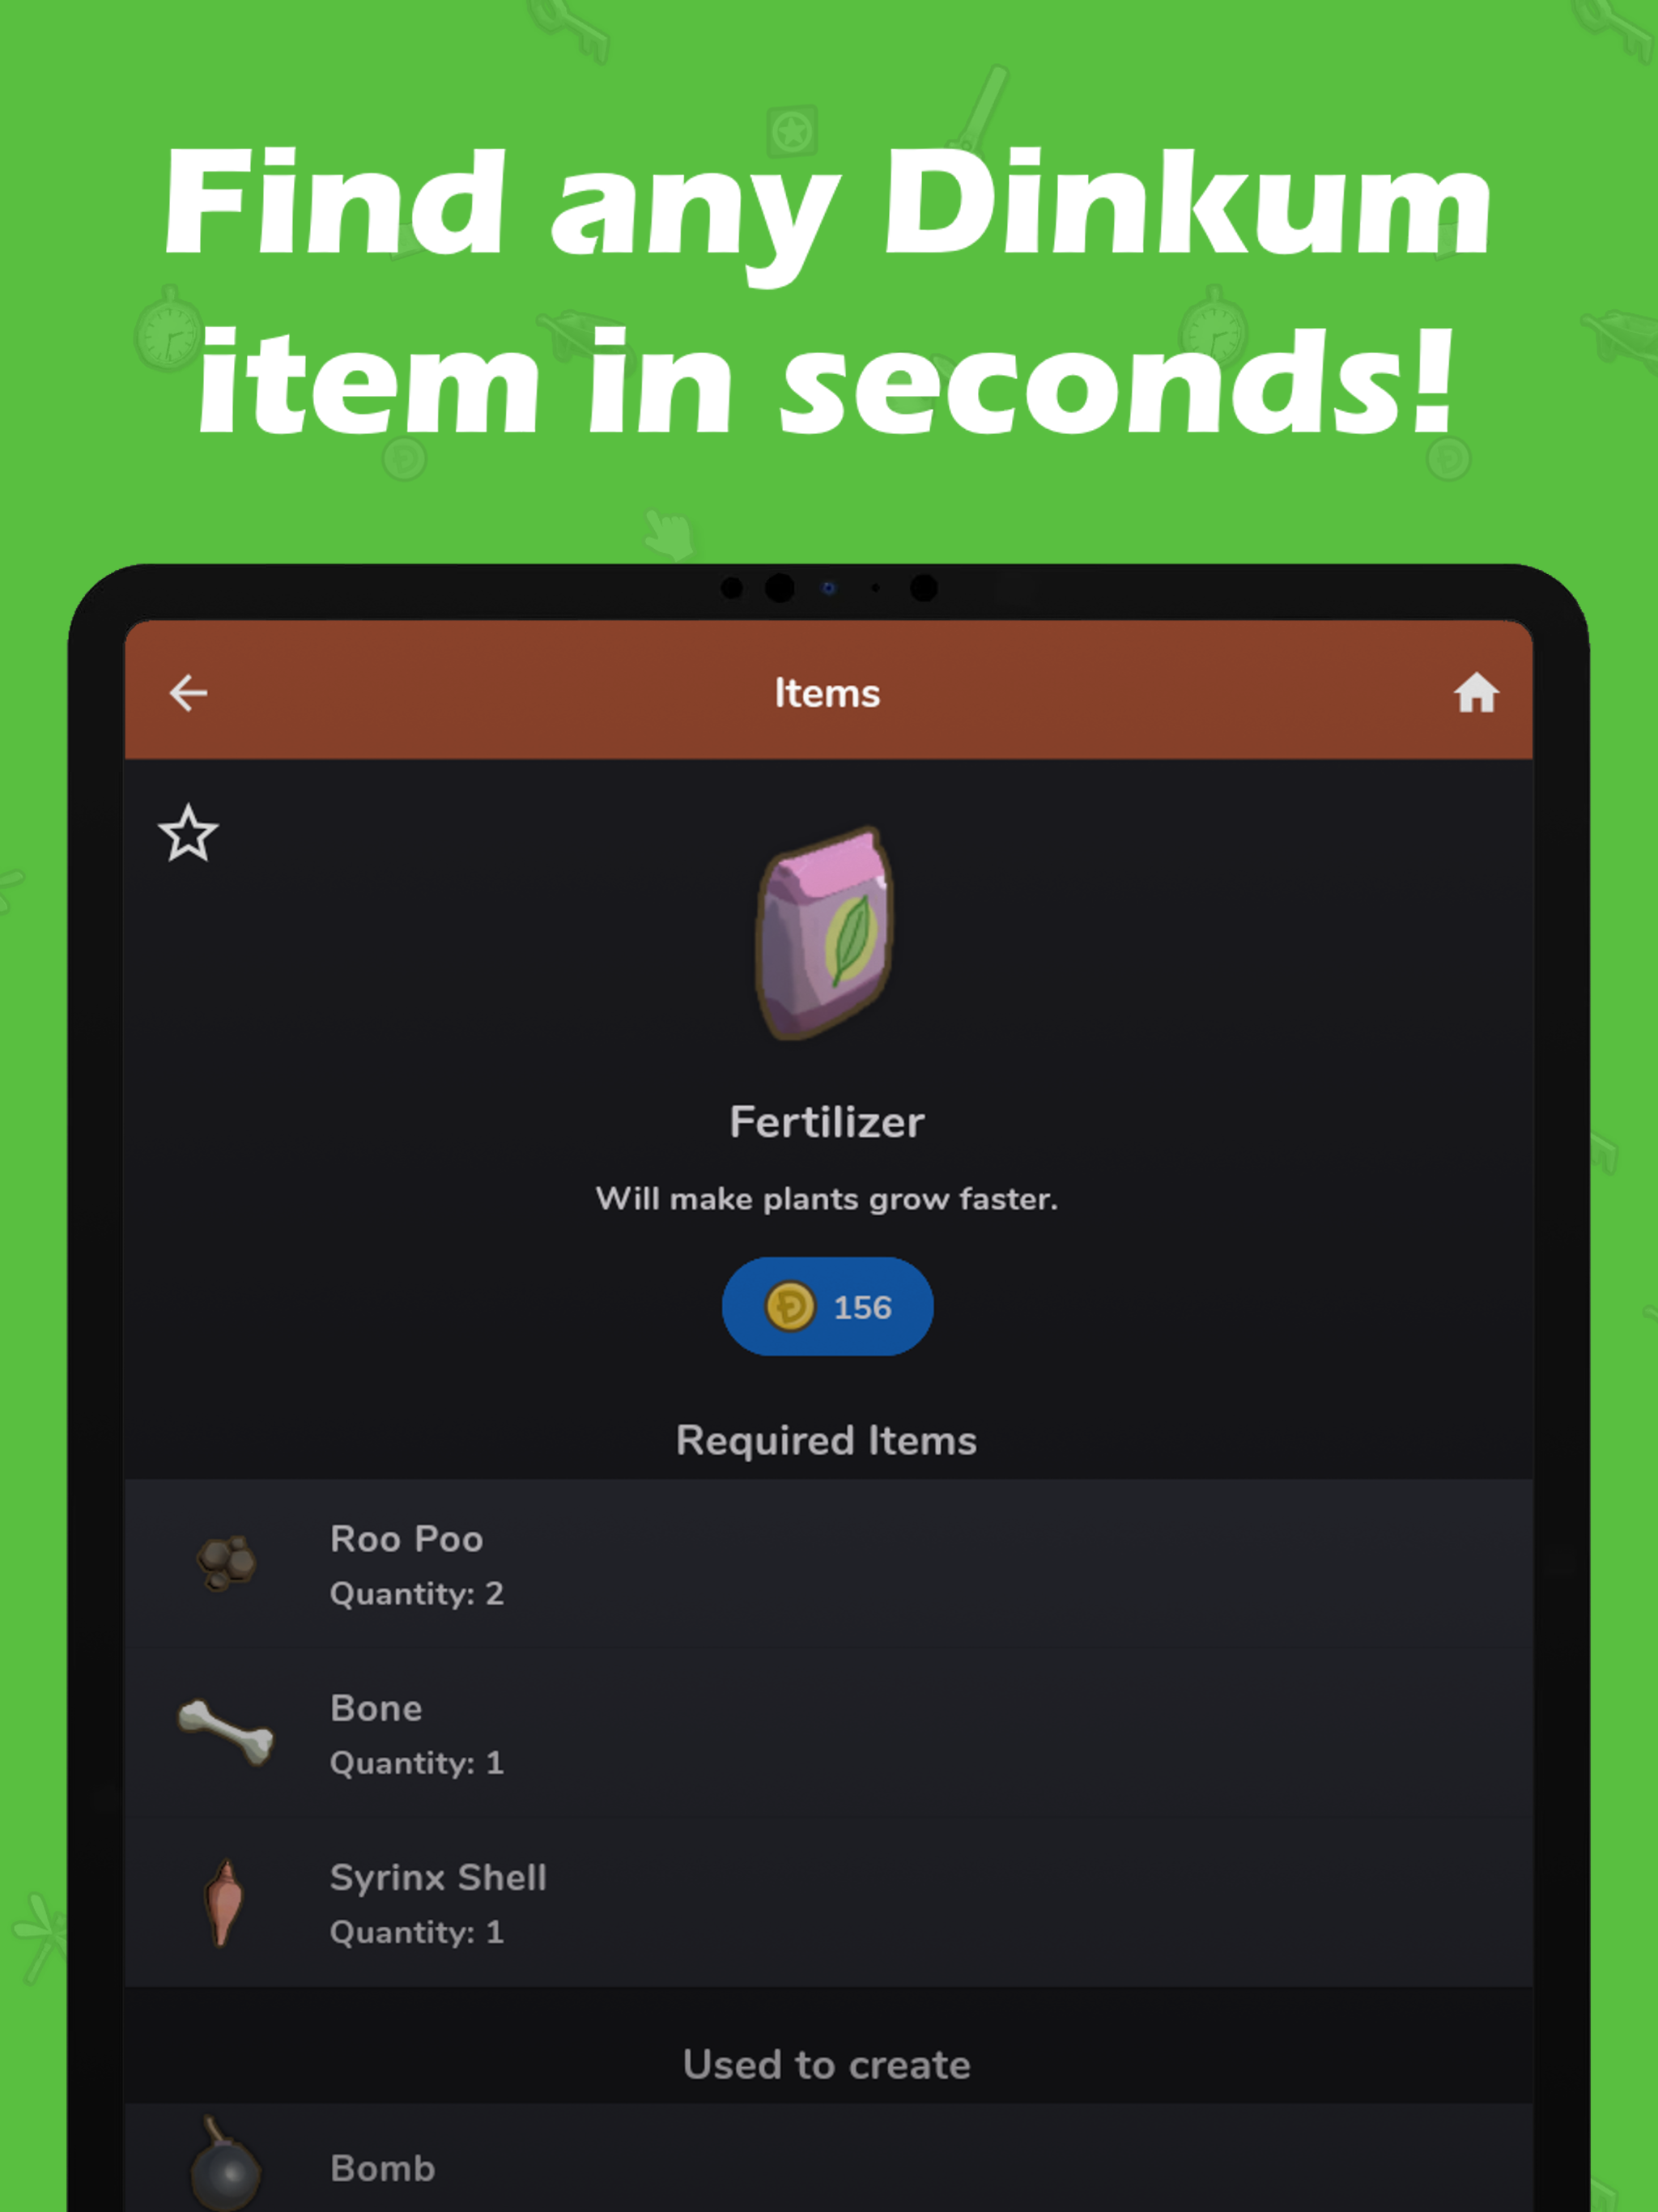 Find any Dinkum
item in seconds!
Items
Fertilizer
Will make plants grow faster.
156
Required Items
Roo Poo
Quantity: 2
Bone
Quantity: 1
Syrinx Shell
Quantity: 1
Used to create
Bomb